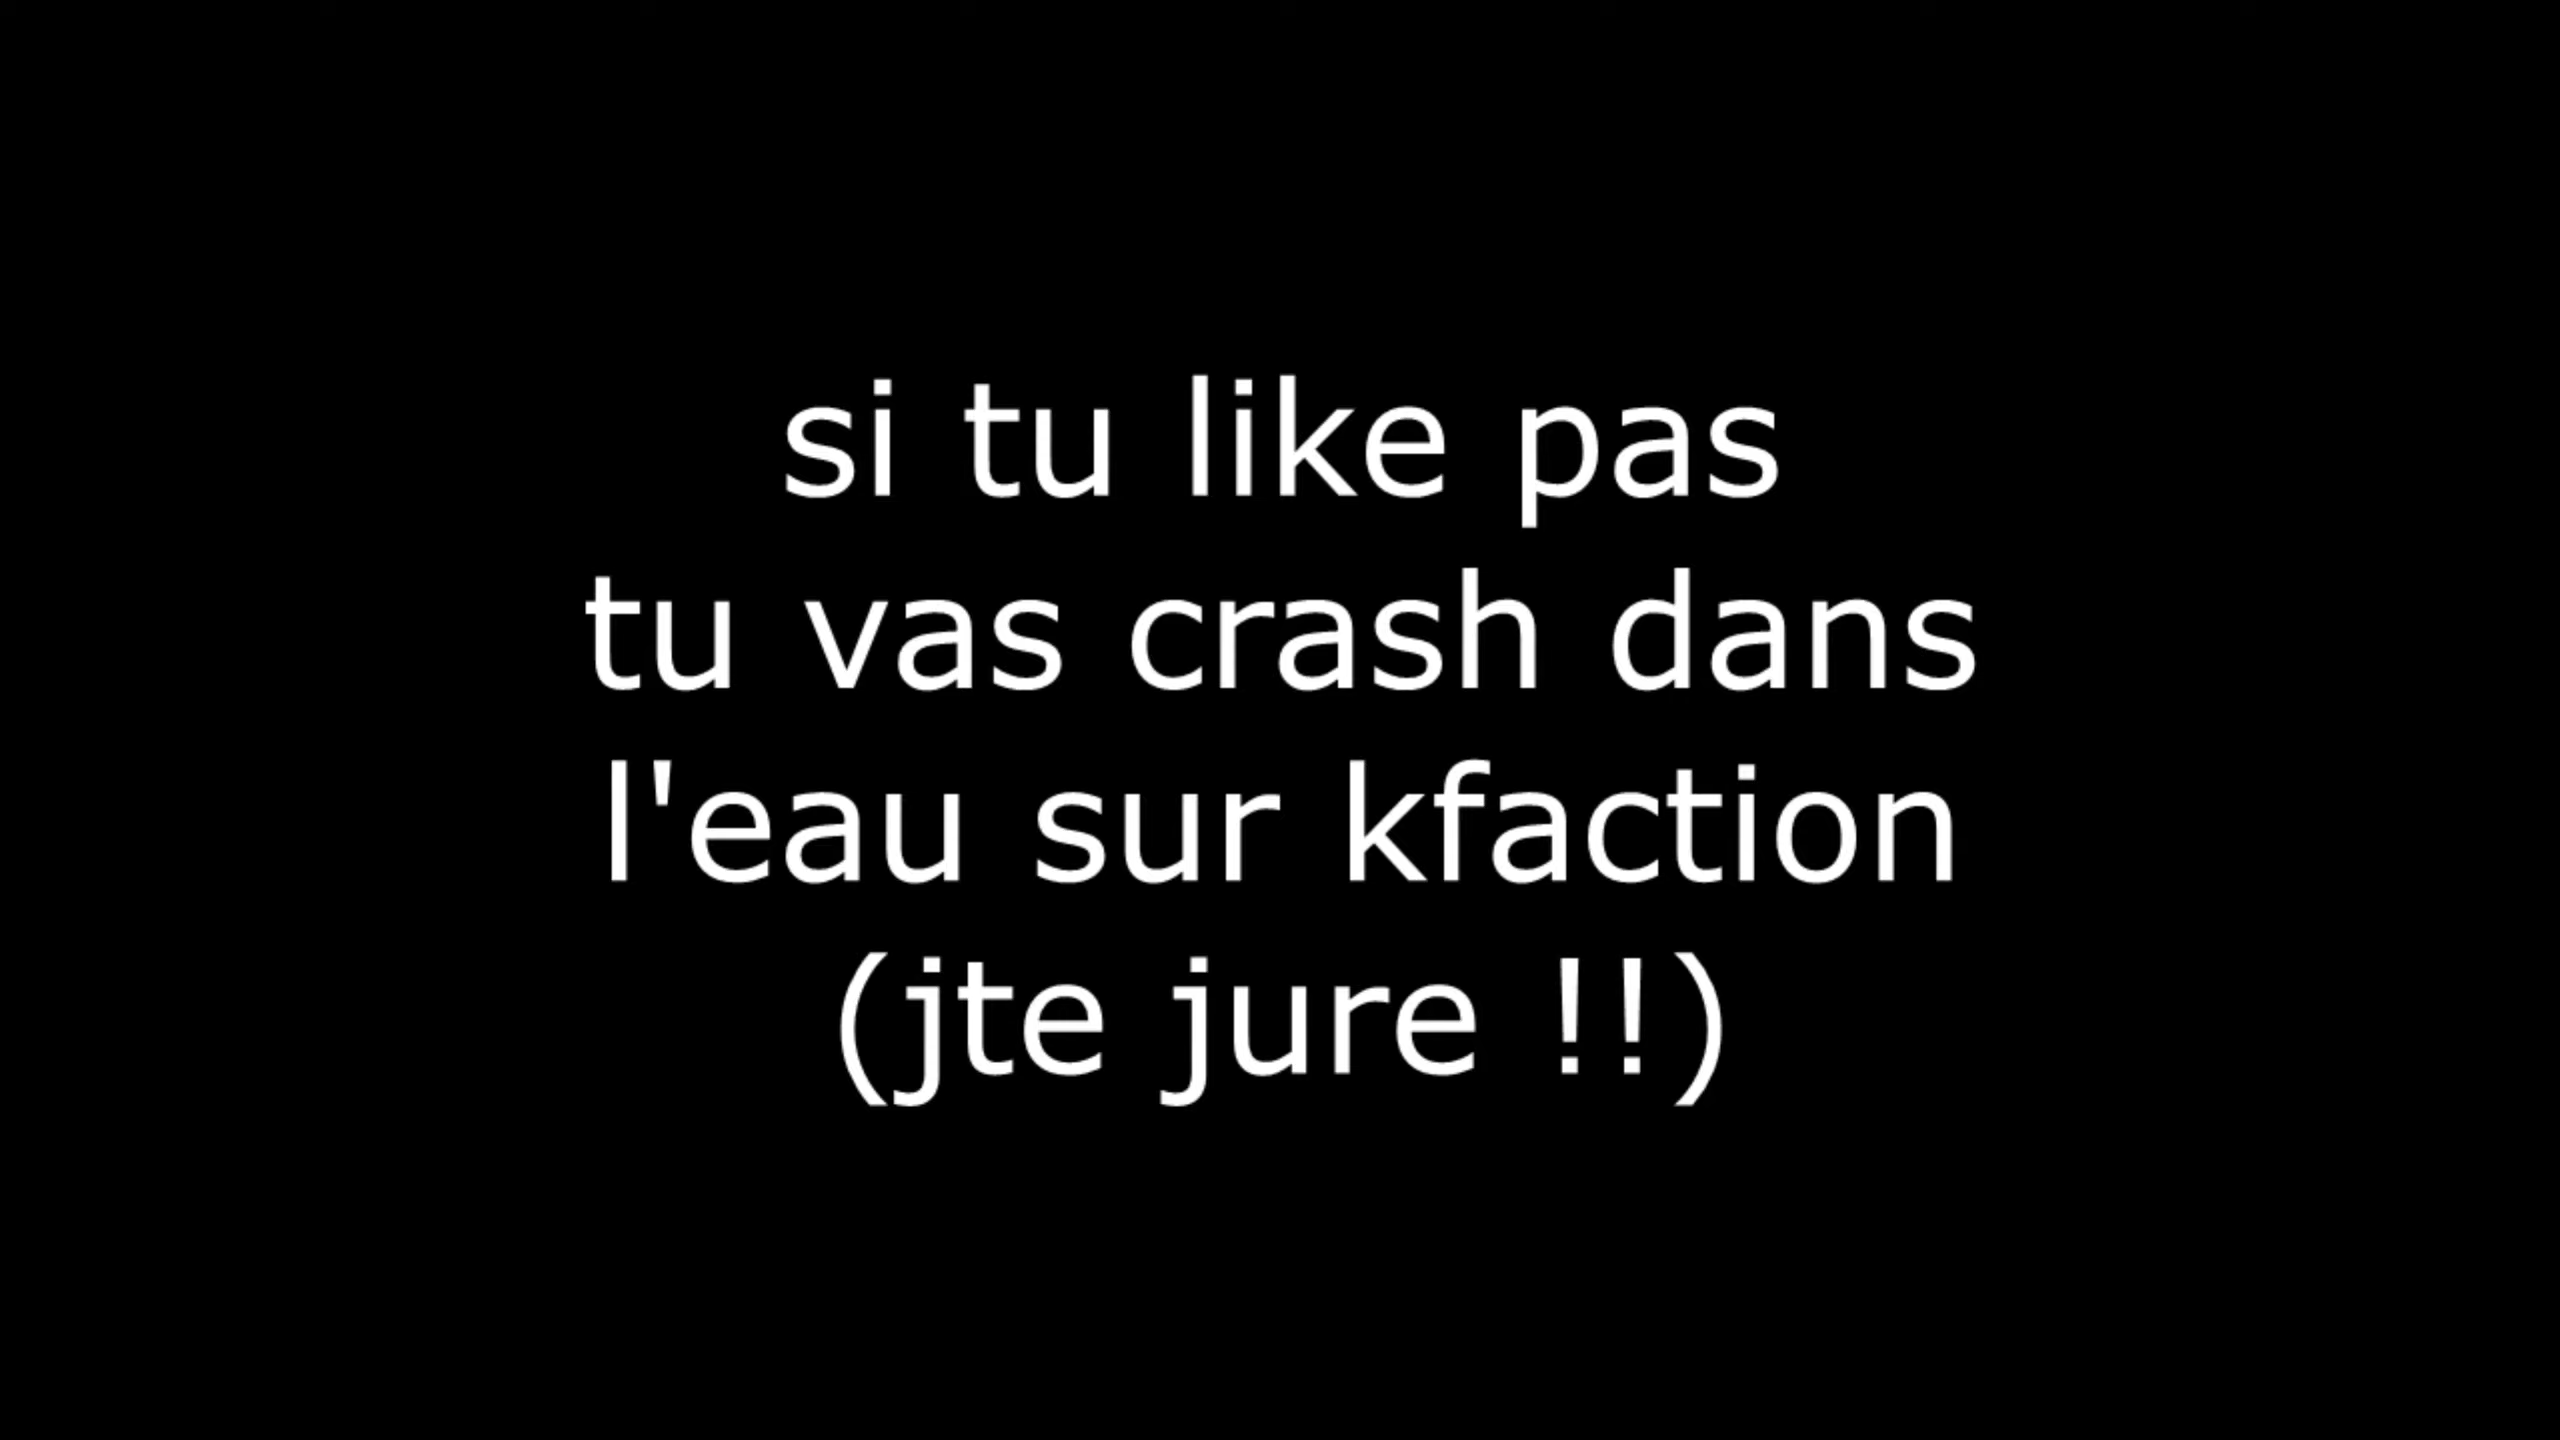 si tu like pas
tu vas crash dans
l'eau sur kfaction
(jte jure !!)